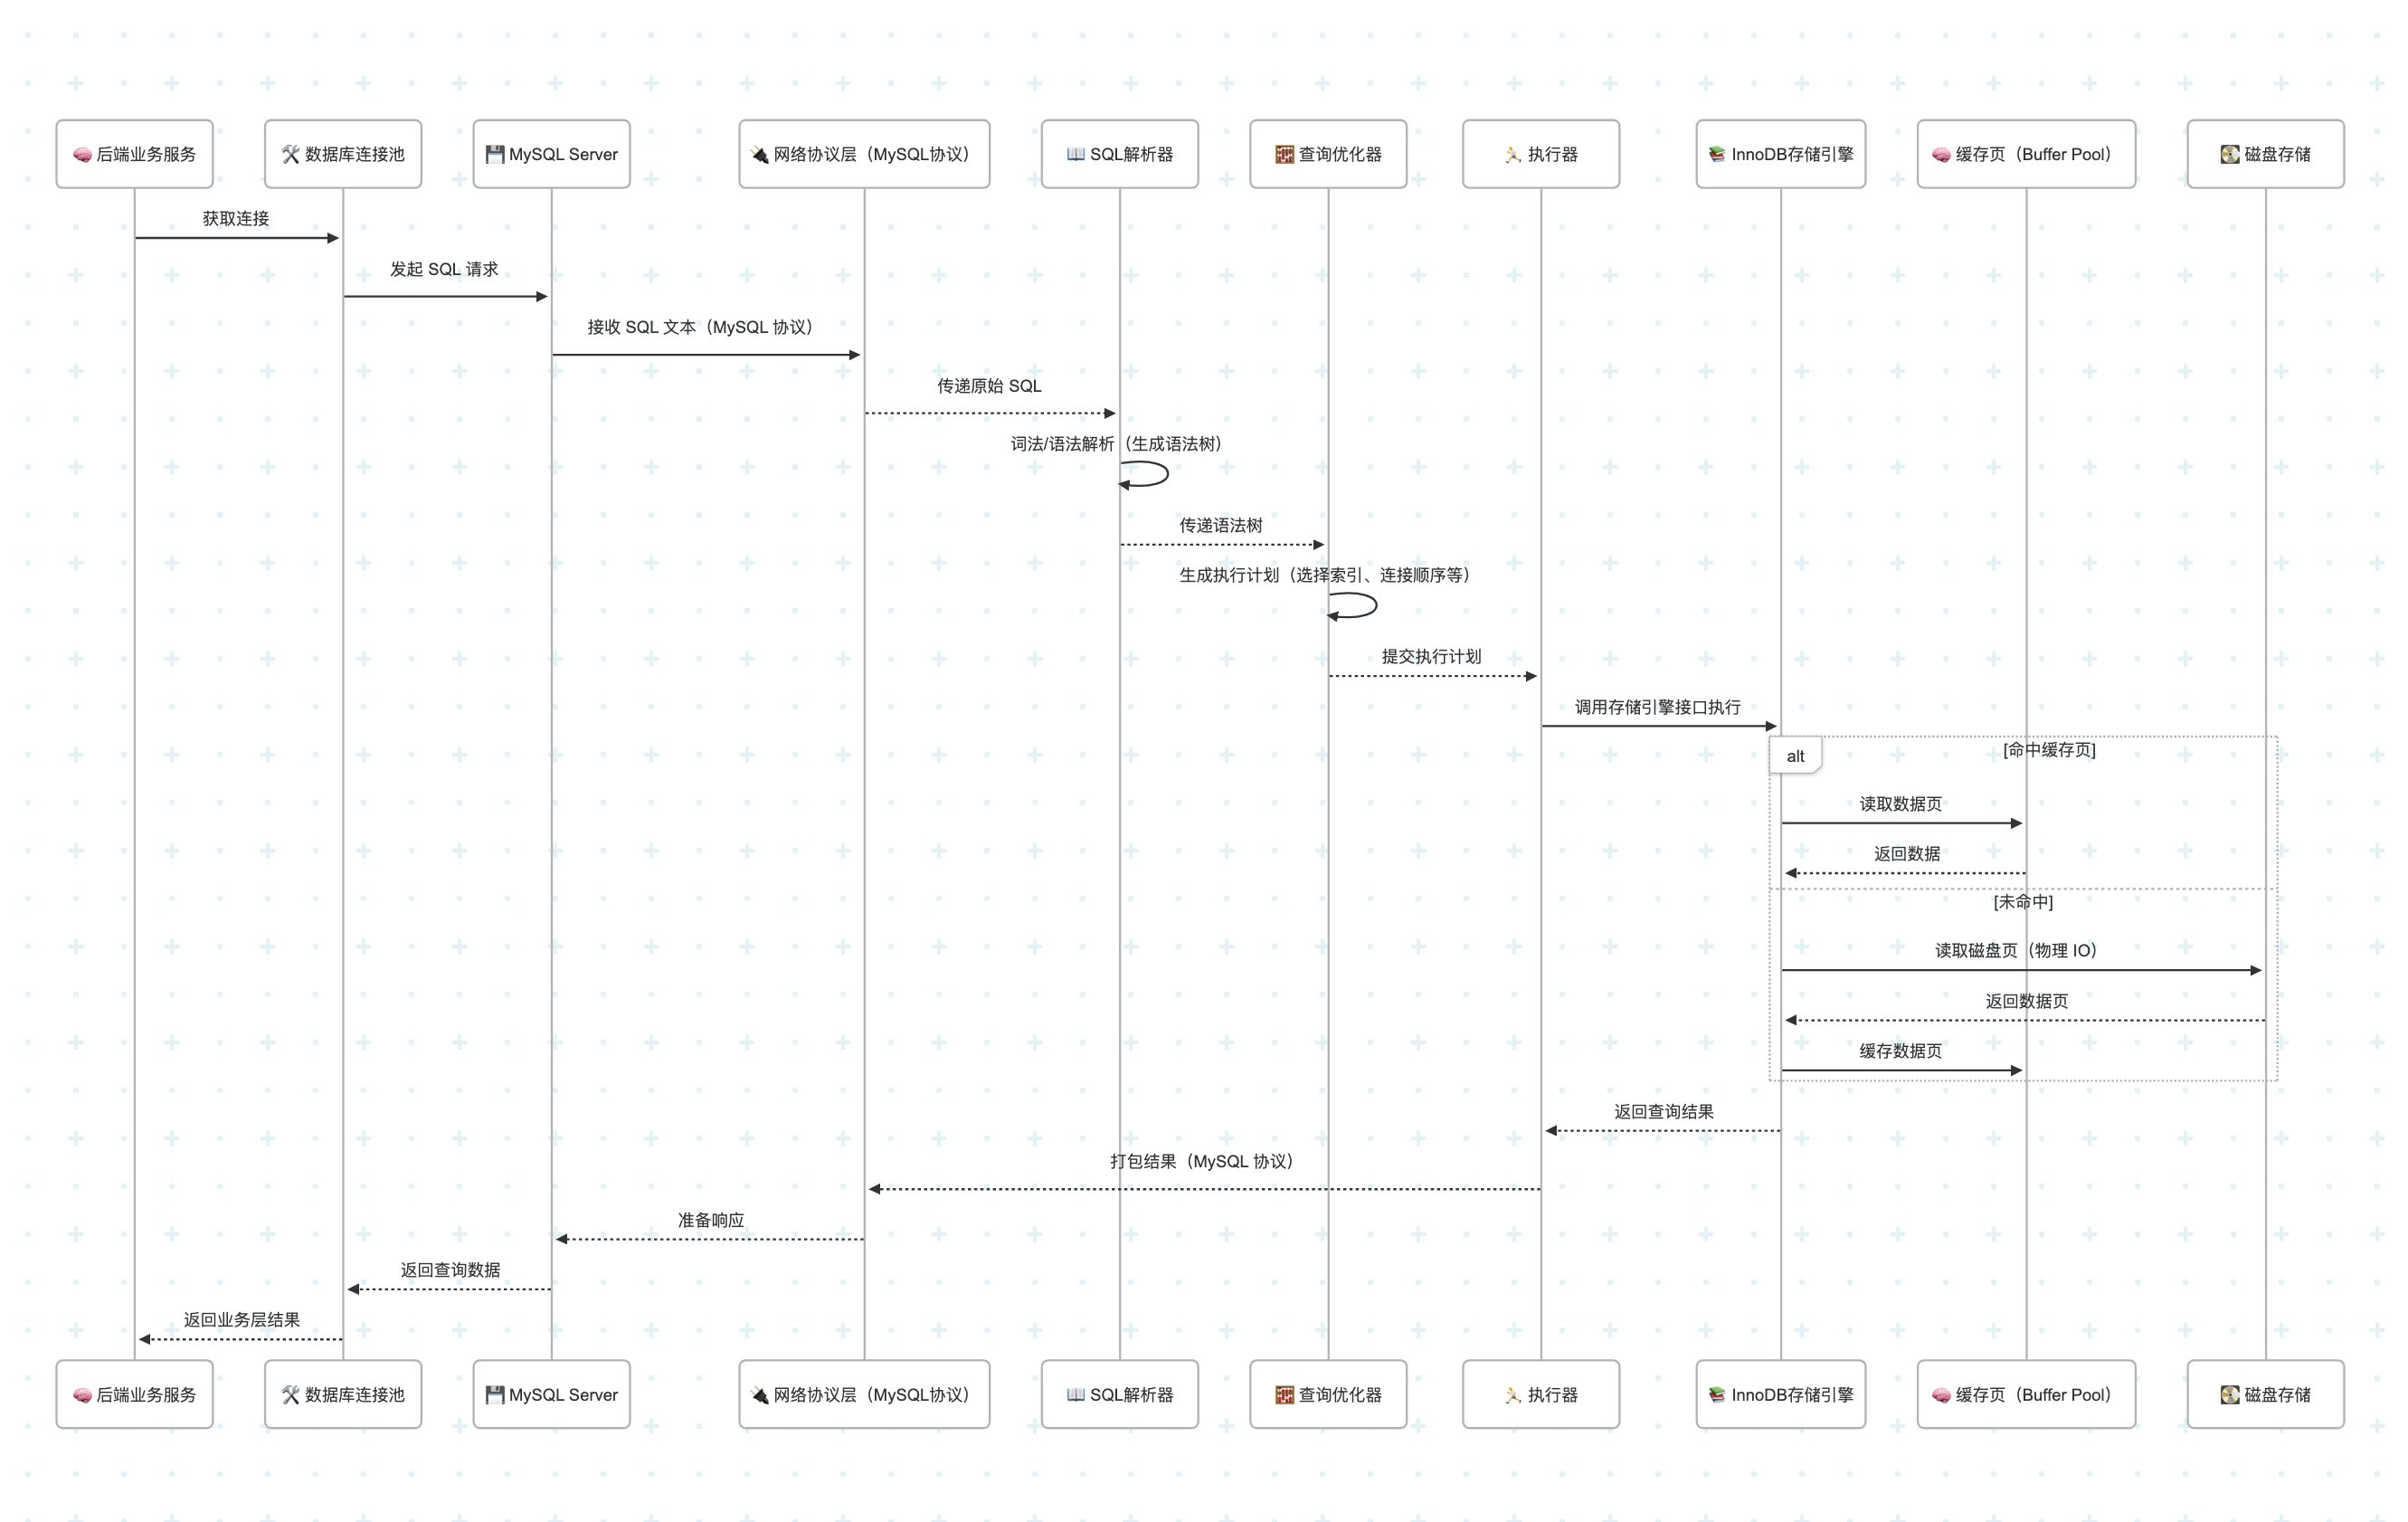 后端业务服务
数据库连接池
MySQL Server
网络协议层（MySQL协议）
SQL解析器
查询优化器
执行器
InnoDB存储引擎
缓存页（Buffer Pool）
磁盘存储
获取连接
发起 SQL 请求
接收 SQL 文本（MySQL 协议）
传递原始 SQL
词法/语法解析（生成语法树）
传递语法树
生成执行计划（选择索引、连接顺序等）
提交执行计划
调用存储引擎接口执行
alt
[命中缓存页]
读取数据页
返回数据
[未命中]
读取磁盘页（物理 IO）
返回数据页
缓存数据页
返回查询结果
打包结果（MySQL 协议）
准备响应
返回查询数据
返回业务层结果
后端业务服务
数据库连接池
MySQL Server
网络协议层（MySQL协议）
SQL解析器
查询优化器
执行器
InnoDB存储引擎
缓存页（Buffer Pool）
磁盘存储